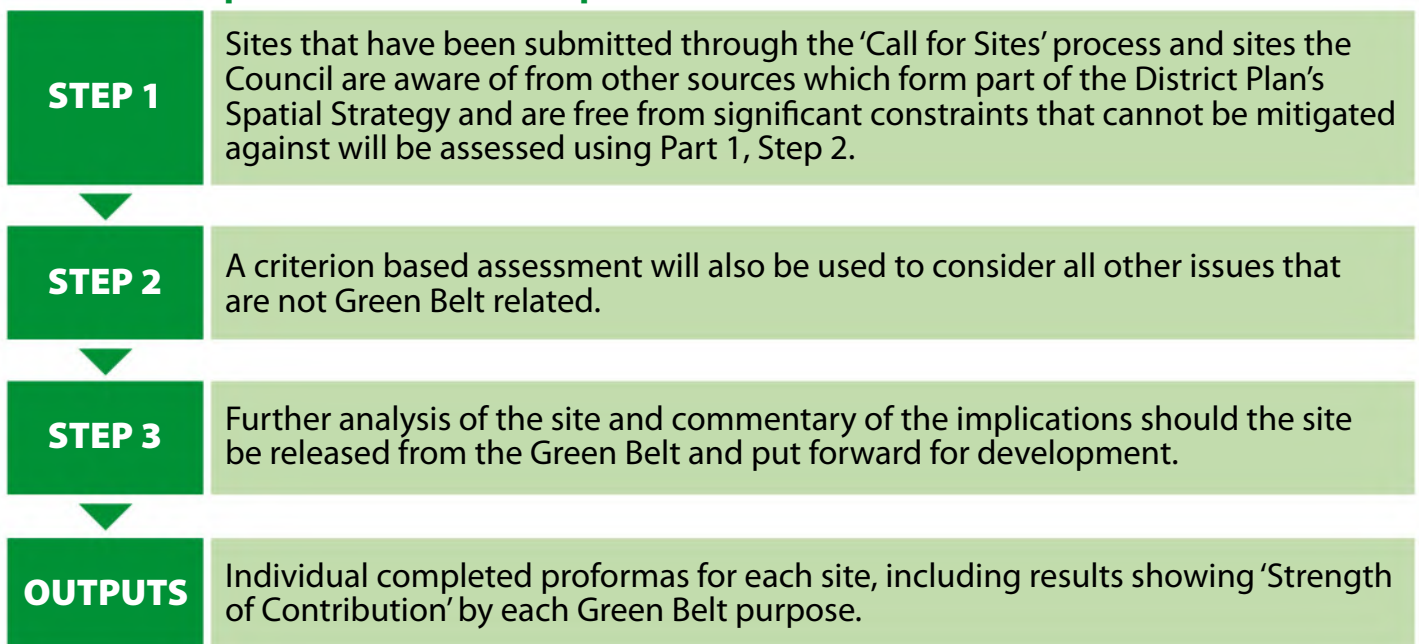 STEP 1
Sites that have been submitted through the ‘Call for Sites’ process and sites the
Council are aware of from other sources which form part of the District Plan’s
Spatial Strategy and are free from significant constraints that cannot be mitigated
against will be assessed using Part 1, Step 2.
STEP 2
A criterion based assessment will also be used to consider all other issues that
are not Green Belt related.
STEP 3
Further analysis of the site and commentary of the implications should the site
be released from the Green Belt and put forward for development.
OUTPUTS
Individual completed proformas for each site, including results showing ‘Strength
of Contribution’ by each Green Belt purpose.